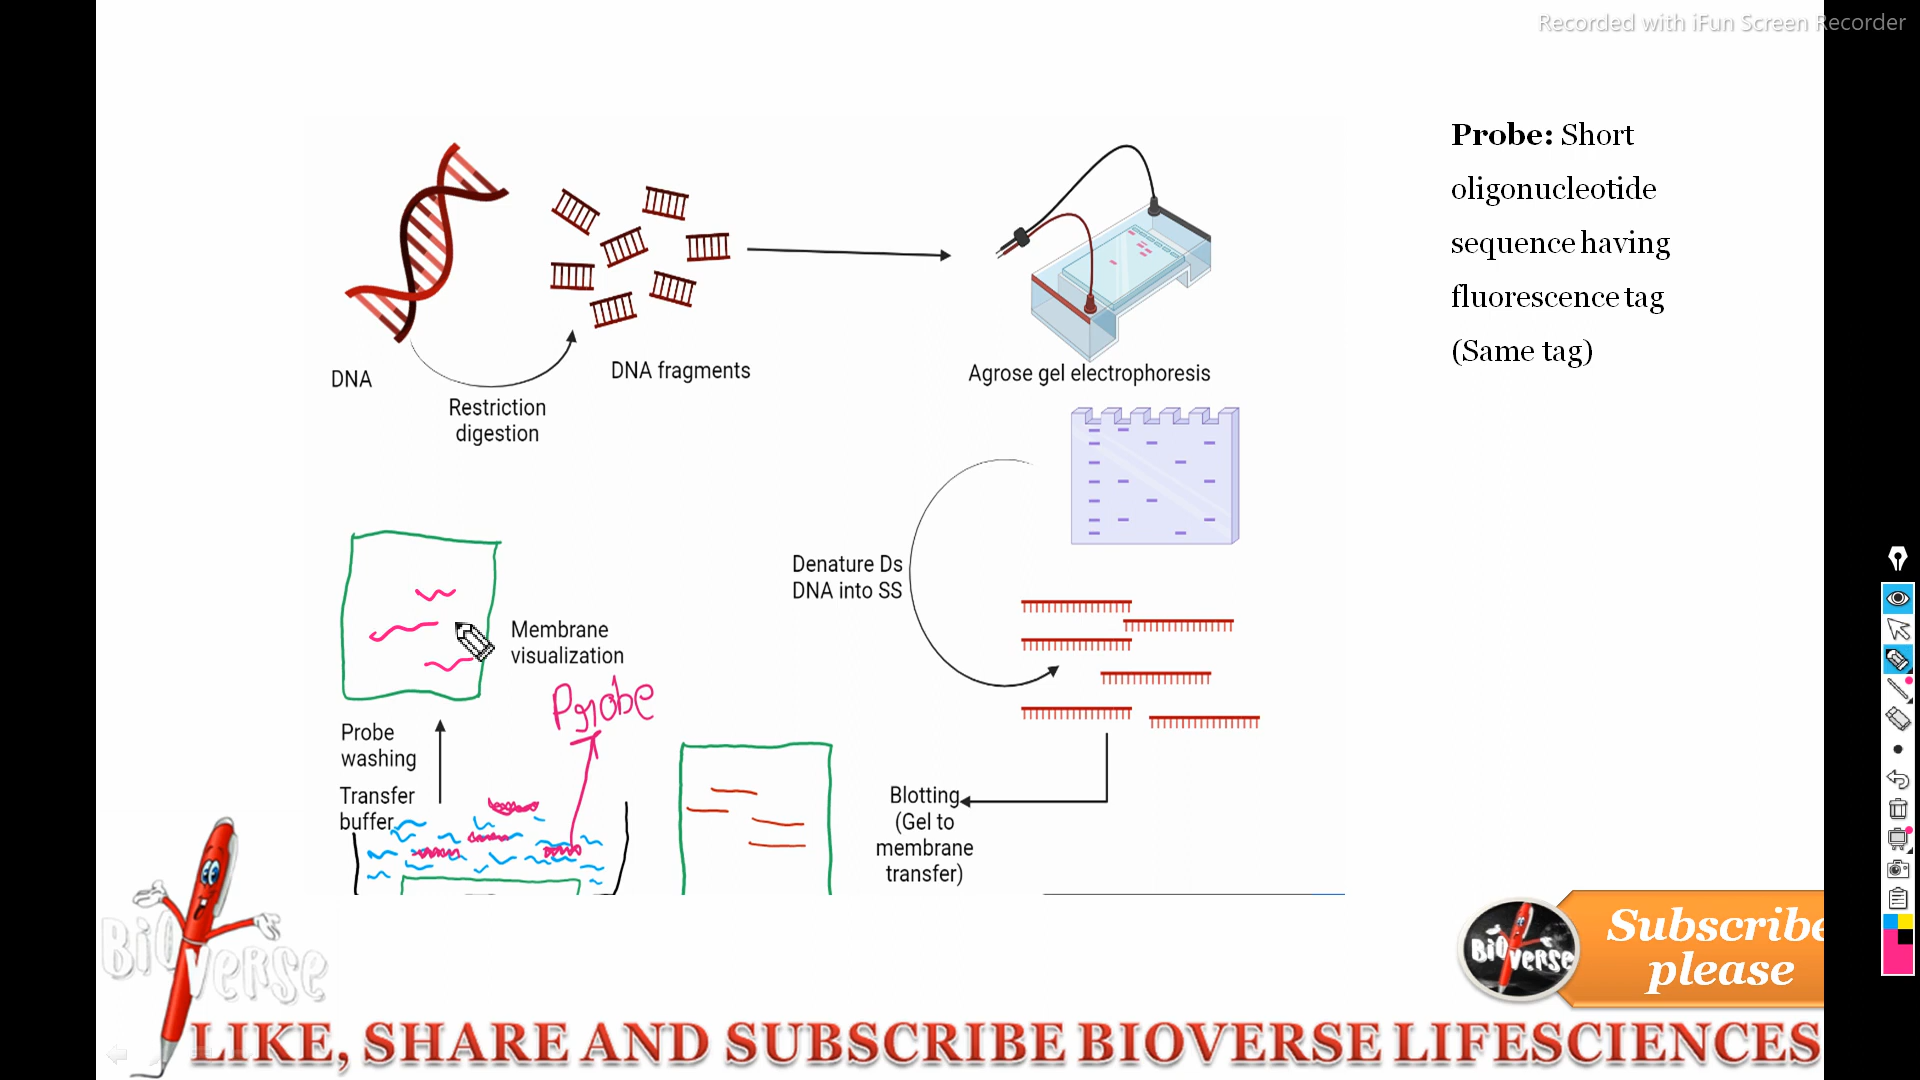 Recorded with iFun Screen Recorder
Probe: Short
oligonucleotide
sequence having
fluorescence tag
(Same tag)
DNA
DNA fragments
Restriction
digestion
Agrose gel electrophoresis
Denature Ds
DNA into SS
Membrane
visualization
Probe
Probe
washing
Transfer
buffer
Blotting
(Gel to
membrane
transfer)
BiOVERSE
BiOVERSE
Subscribe
please
LIKE, SHARE AND SUBSCRIBE BIOVERSE LIFESCIENCES